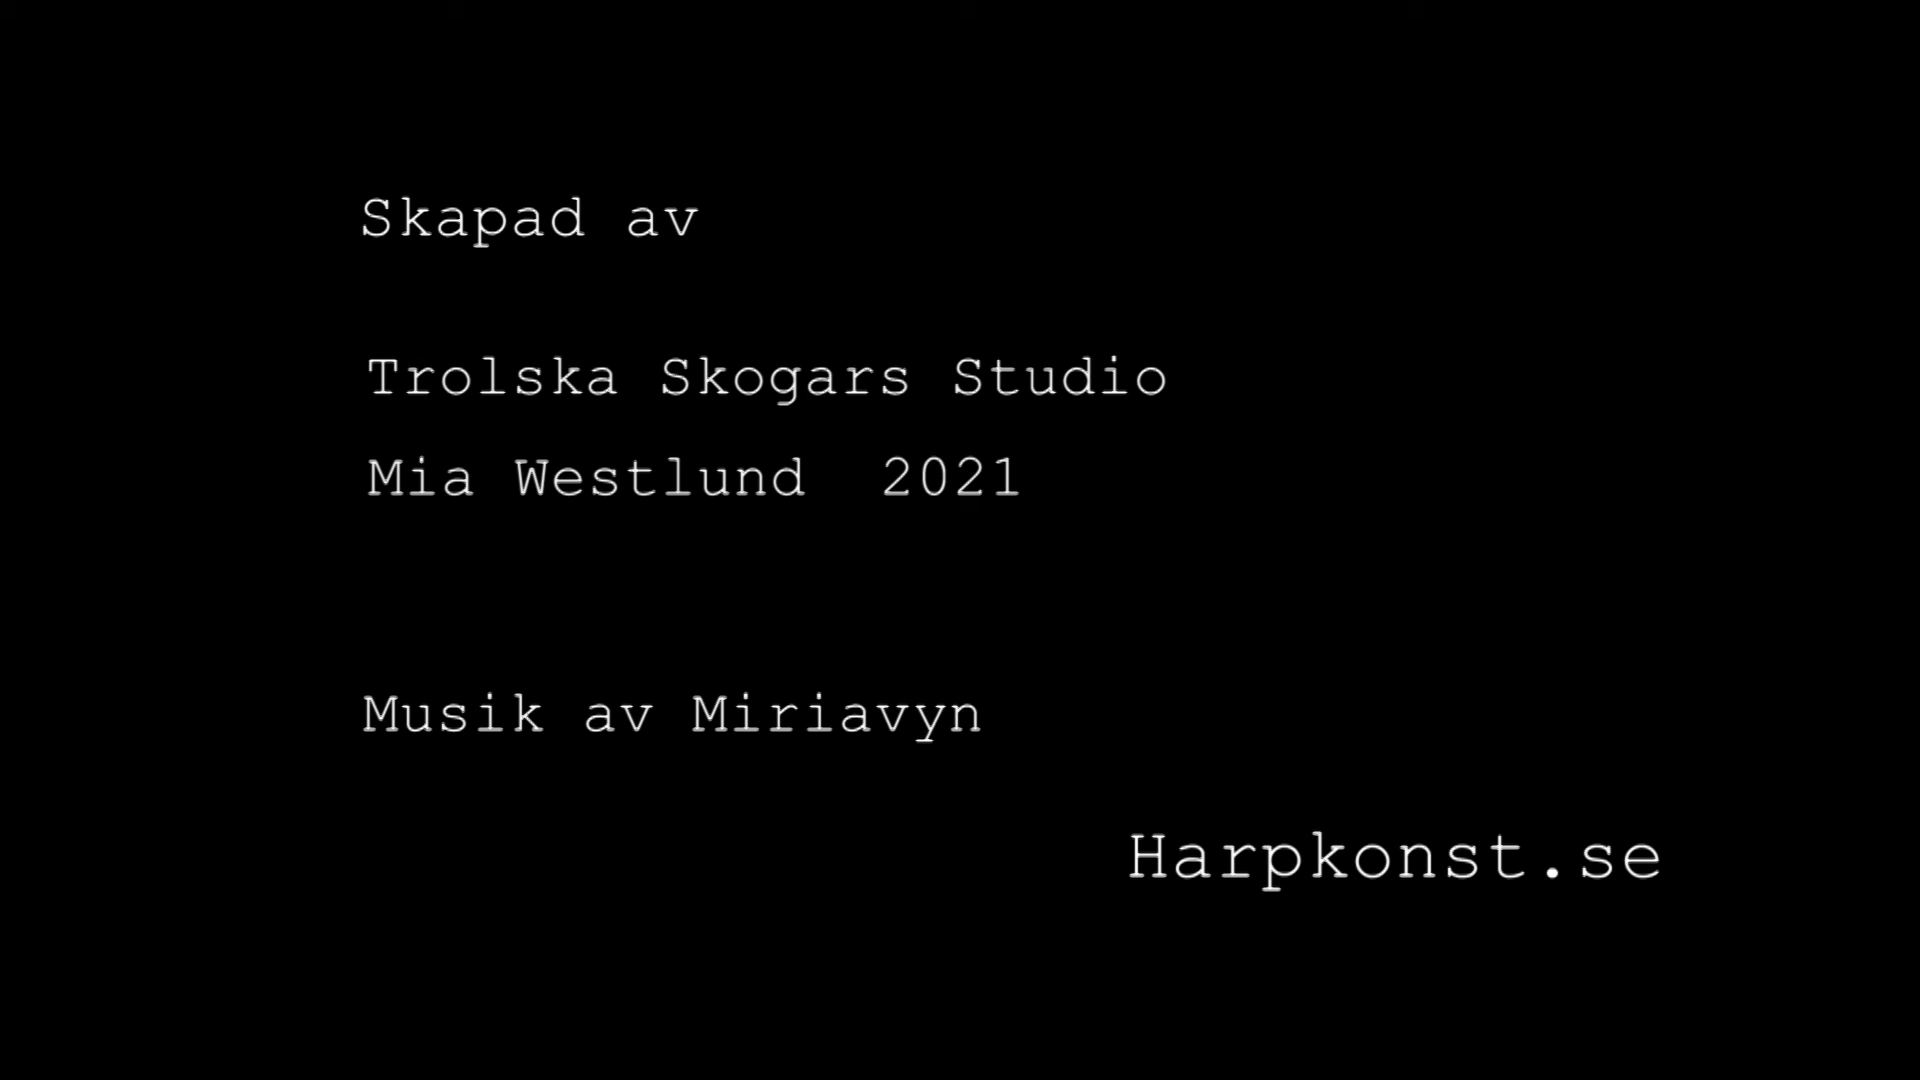 Skapad av
Trolska Skogars Studio
Mia Westlund  2021
Musik av Miriavyn
Harpkonst.se